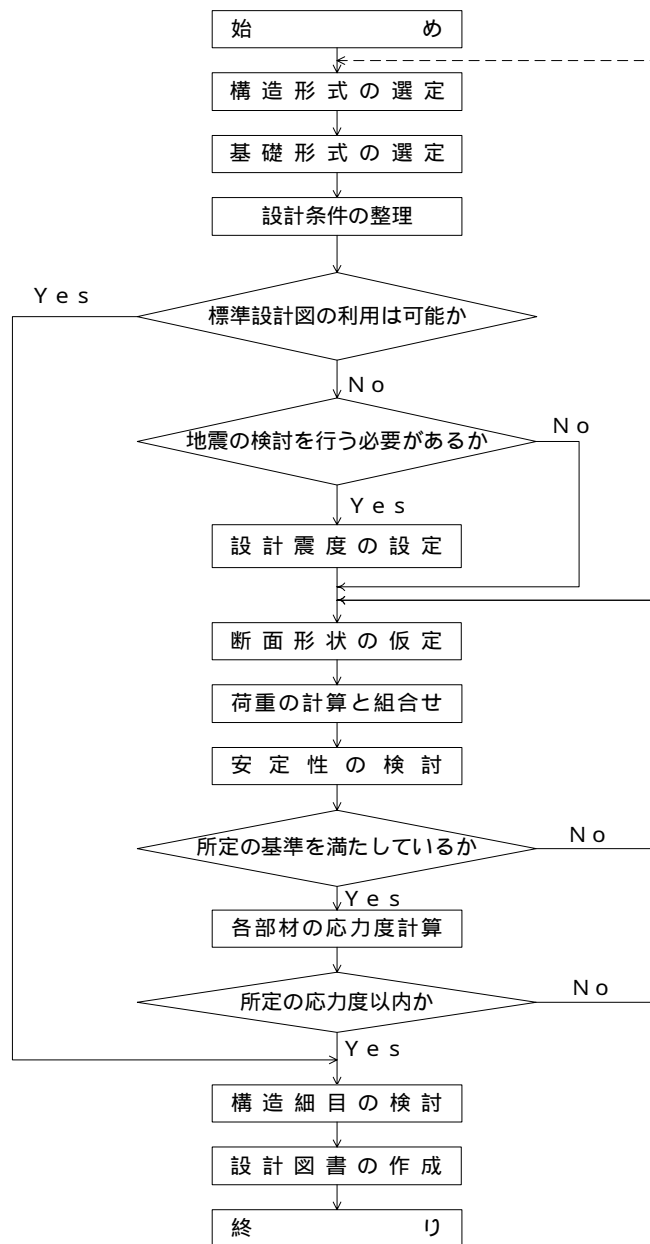 始め
構造形式の選定
基礎形式の選定
設計条件の整理
Yes
標準設計図の利用は可能か
No
地震の検討を行う必要があるか
No
Yes
設計震度の設定
断面形状の仮定
荷重の計算と組合せ
安定性の検討
所定の基準を満たしているか
No
Yes
各部材の応力度計算
所定の応力度以内か
No
Yes
構造細目の検討
設計図書の作成
終り